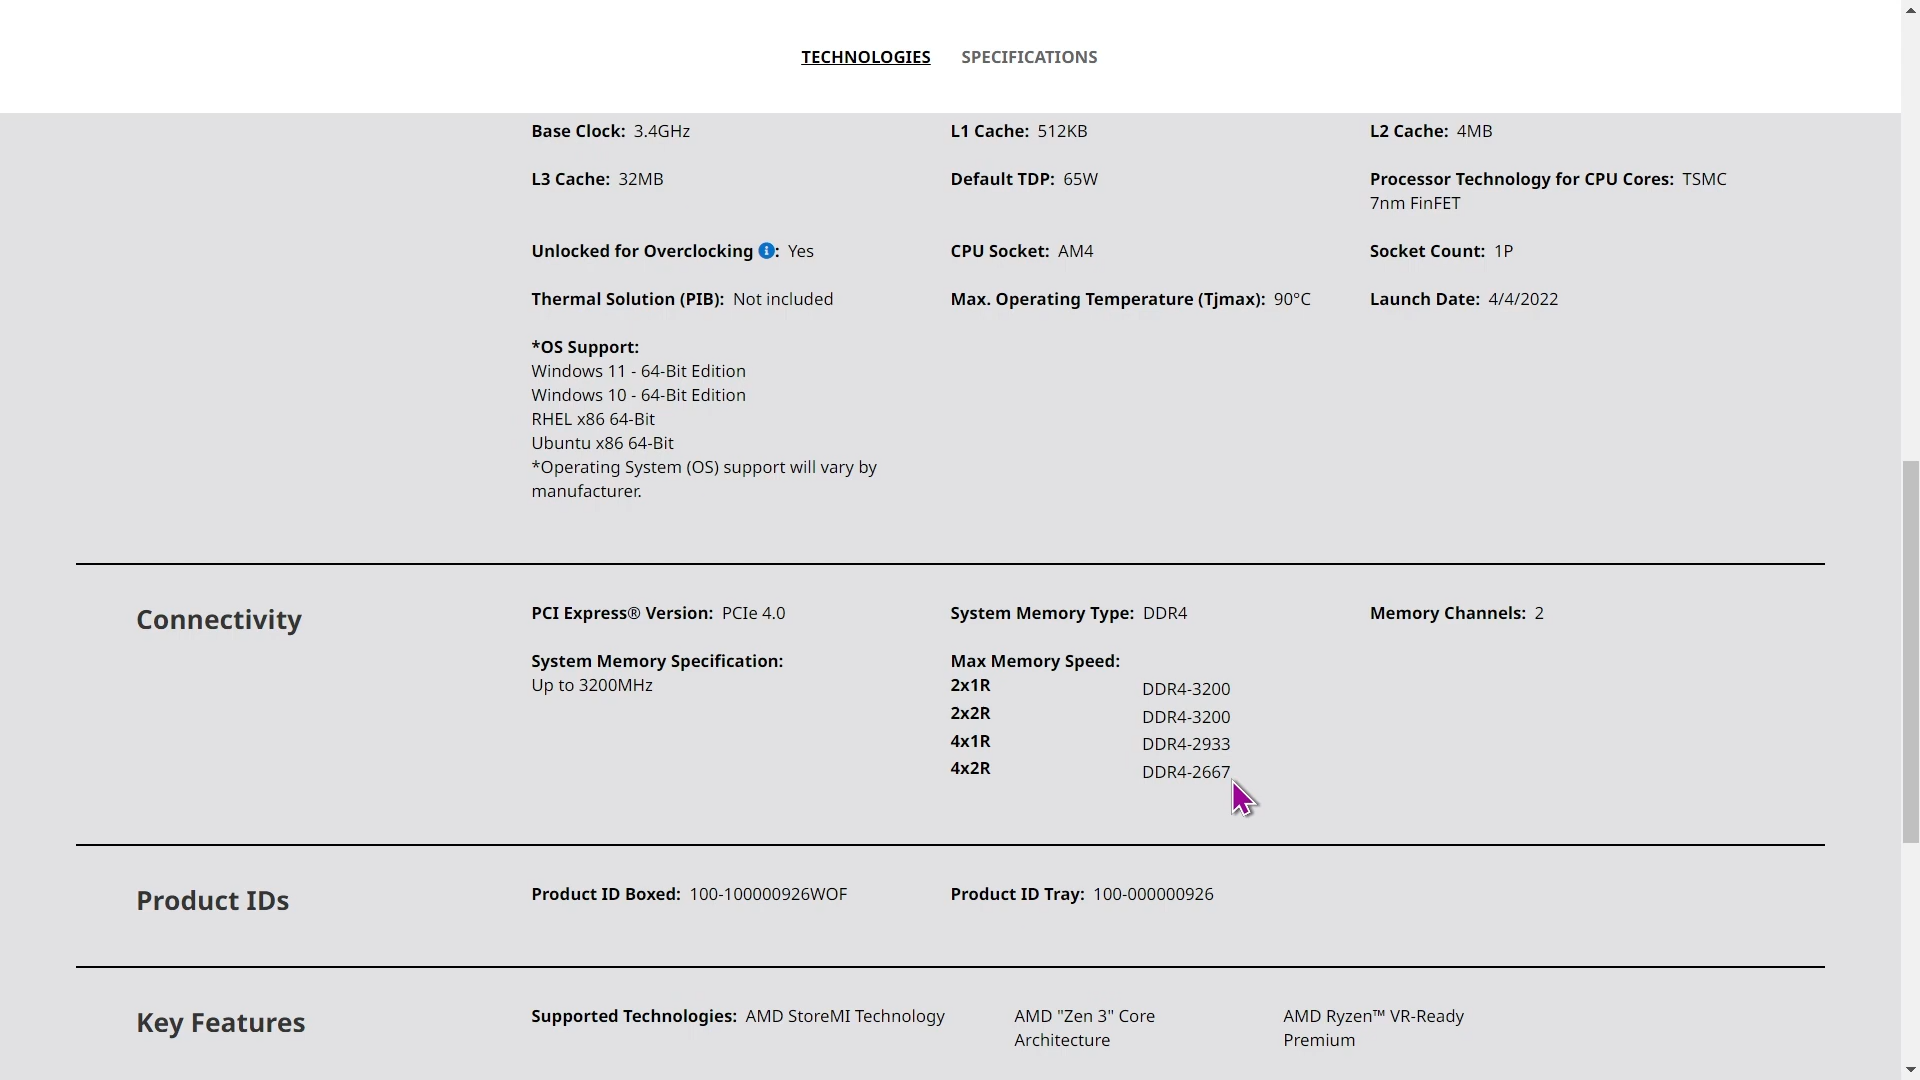 TECHNOLOGIES SPECIFICATIONS
Base Clock: 3.4GHz L1 Cache: 512KB L2 Cache: 4MB
L3 Cache: 32MB Default TDP: 65W Processor Technology for CPU Cores: TSMC
7nm FinFET
Unlocked for Overclocking i: Yes CPU Socket: AM4 Socket Count: 1P
Thermal Solution (PIB): Not included Max. Operating Temperature (Tjmax): 90°C Launch Date: 4/4/2022
*OS Support:
Windows 11 - 64-Bit Edition
Windows 10 - 64-Bit Edition
RHEL x86 64-Bit
Ubuntu x86 64-Bit
*Operating System (OS) support will vary by
manufacturer.
Connectivity
PCI Express® Version: PCIe 4.0 System Memory Type: DDR4 Memory Channels: 2
System Memory Specification:
Up to 3200MHz
Max Memory Speed:
2x1R DDR4-3200
2x2R DDR4-3200
4x1R DDR4-2933
4x2R DDR4-2667
Product IDs
Product ID Boxed: 100-100000926WOF Product ID Tray: 100-000000926
Key Features
Supported Technologies: AMD StoreMI Technology
AMD "Zen 3" Core
Architecture
AMD Ryzen™ VR-Ready
Premium